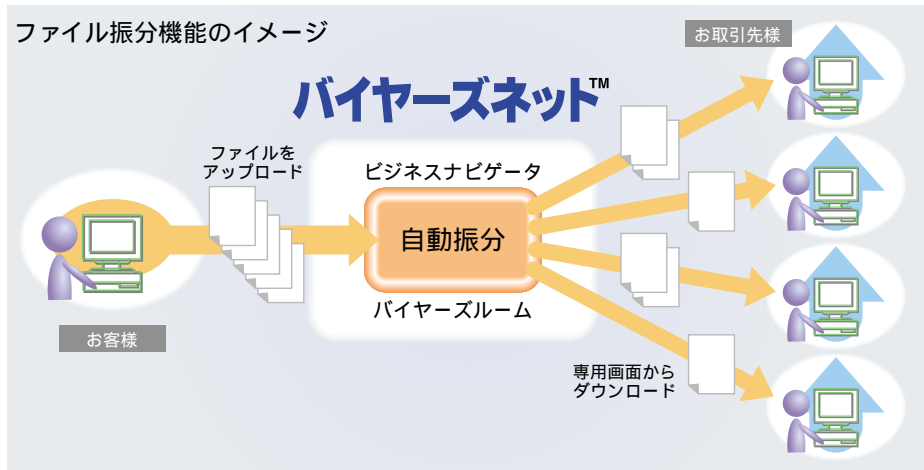 ファイル振分機能のイメージ
お取引先様
バイヤーズネット™
ファイルを
アップロード
ビジネスナビゲータ
自動振分
バイヤーズルーム
お客様
専用画面から
ダウンロード